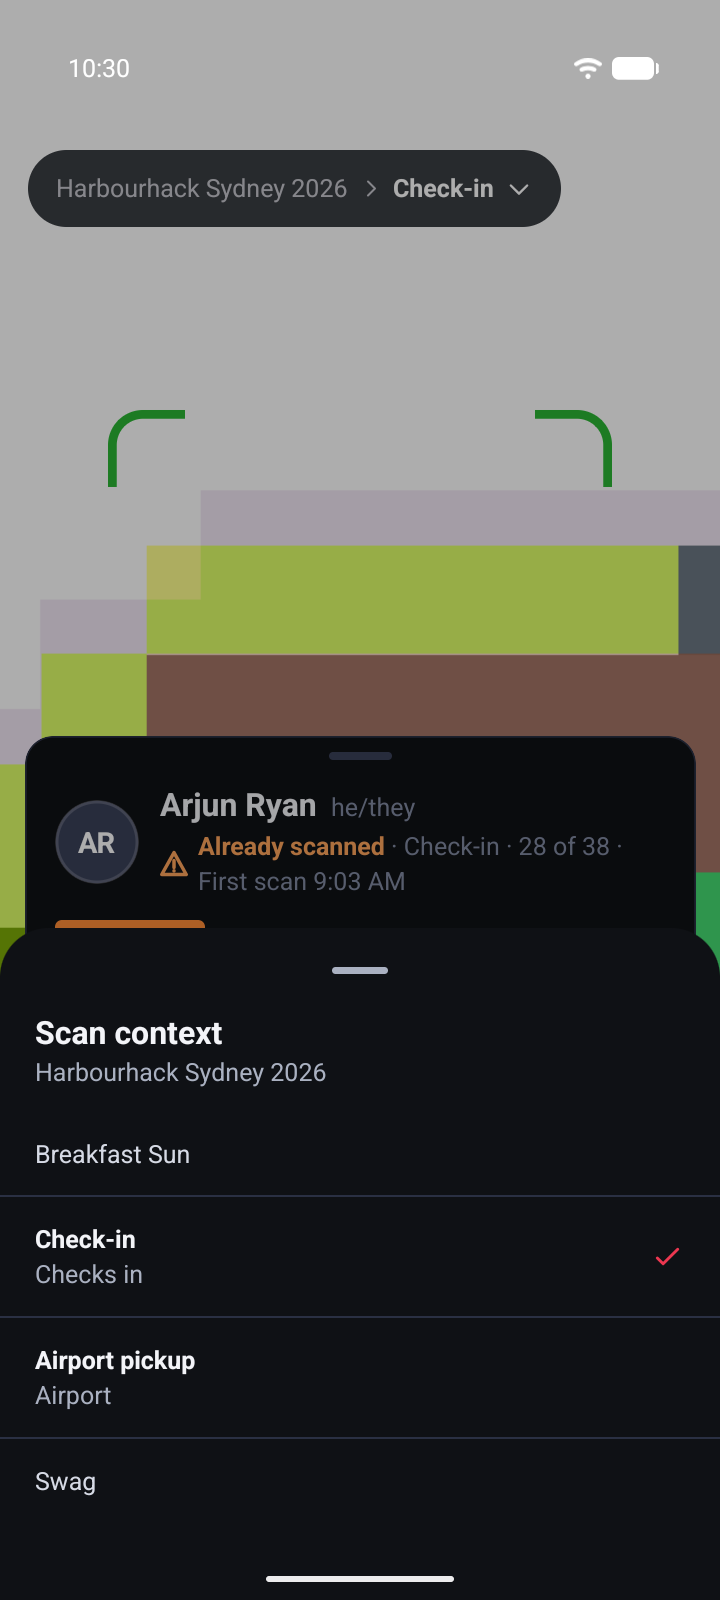 10:30
Harbourhack Sydney 2026 > Check-in
Arjun Ryan he/they
AR
Already scanned · Check-in · 28 of 38 ·
First scan 9:03 AM
Scan context
Harbourhack Sydney 2026
Breakfast Sun
Check-in
Checks in
Airport pickup
Airport
Swag